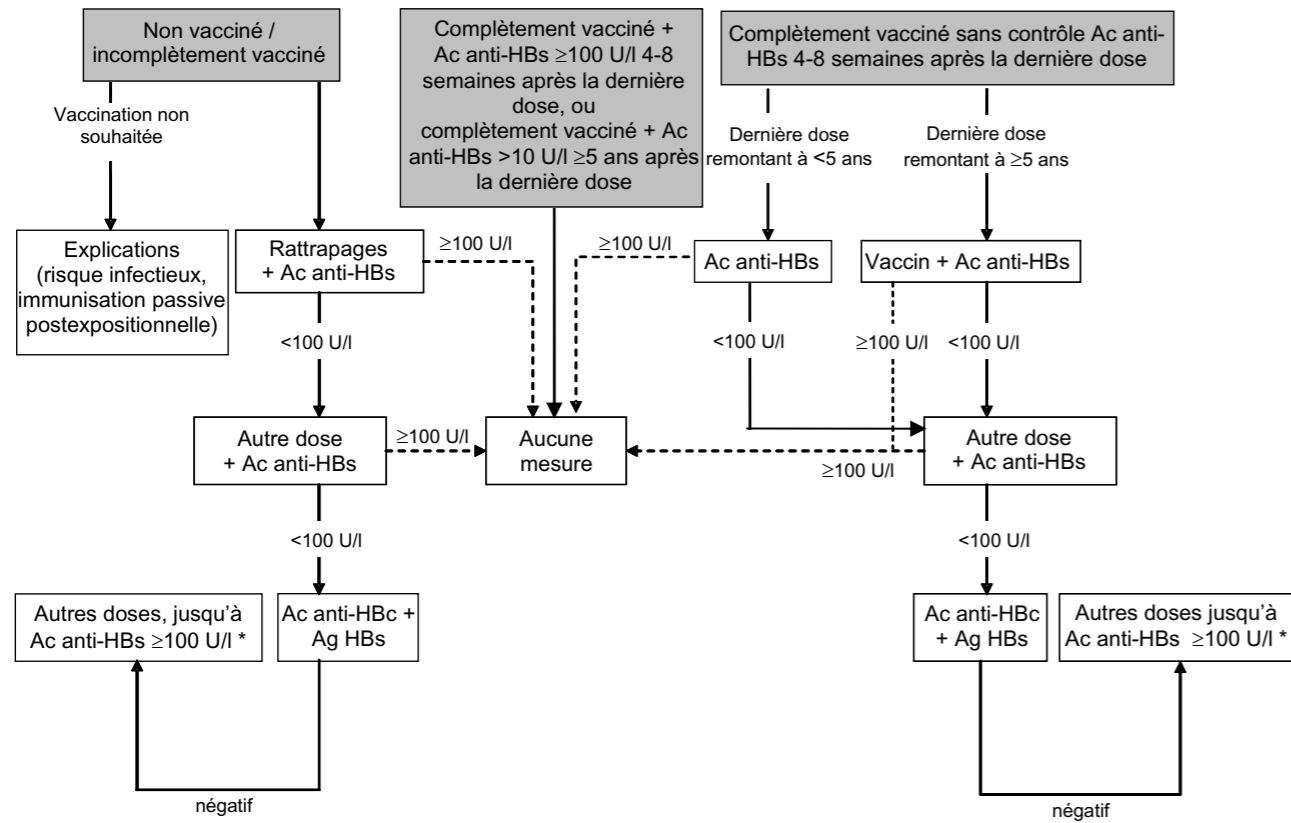 Non vacciné /
incomplètement vacciné
Complètement vacciné +
Ac anti-HBs ≥100 U/l 4-8
semaines après la dernière
dose, ou
complètement vacciné + Ac
anti-HBs >10 U/l ≥5 ans après
la dernière dose
Complètement vacciné sans contrôle Ac anti-
HBs 4-8 semaines après la dernière dose
Vaccination non
souhaitée
Dernière dose
remontant à <5 ans
Dernière dose
remontant à ≥5 ans
Explications
(risque infectieux,
immunisation passive
postexpositionnelle)
Rattrapages
+ Ac anti-HBs
≥100 U/l
≥100 U/l
Ac anti-HBs
Vaccin + Ac anti-HBs
<100 U/l
<100 U/l
≥100 U/l
<100 U/l
Autre dose
+ Ac anti-HBs
≥100 U/l
Aucune
mesure
≥100 U/l
Autre dose
+ Ac anti-HBs
<100 U/l
<100 U/l
Autres doses, jusqu'à
Ac anti-HBs ≥100 U/l *
Ac anti-HBc +
Ag HBs
Ac anti-HBc
+ Ag HBs
Autres doses jusqu'à
Ac anti-HBs ≥100 U/l *
négatif
négatif